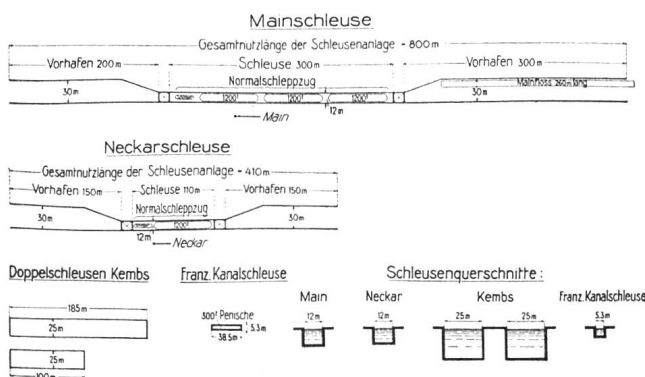 Mainschleuse
Gesamtnutzlänge der Schleusenanlage - 800m
Vorhafen 200m Schleuse 300m Vorhafen 300m
Normalschleppzug
30m 1200t 1200t 1200t 30m Mainfloss 260m lang
Main 12m
Neckarschleuse
Gesamtnutzlänge der Schleusenanlage - 410m
Vorhafen 150m Schleuse 110m Vorhafen 150m
Normalschleppzug
30m 1200t 30m
12m Neckar
Doppelschleusen Kembs Franz. Kanalschleuse Schleusenquerschnitte:
185m
25m
25m
100m
300t Penische
5.3m
38.5m
Main Neckar Kembs Franz. Kanalschleuse
12m 12m 25m 25m 5.3m